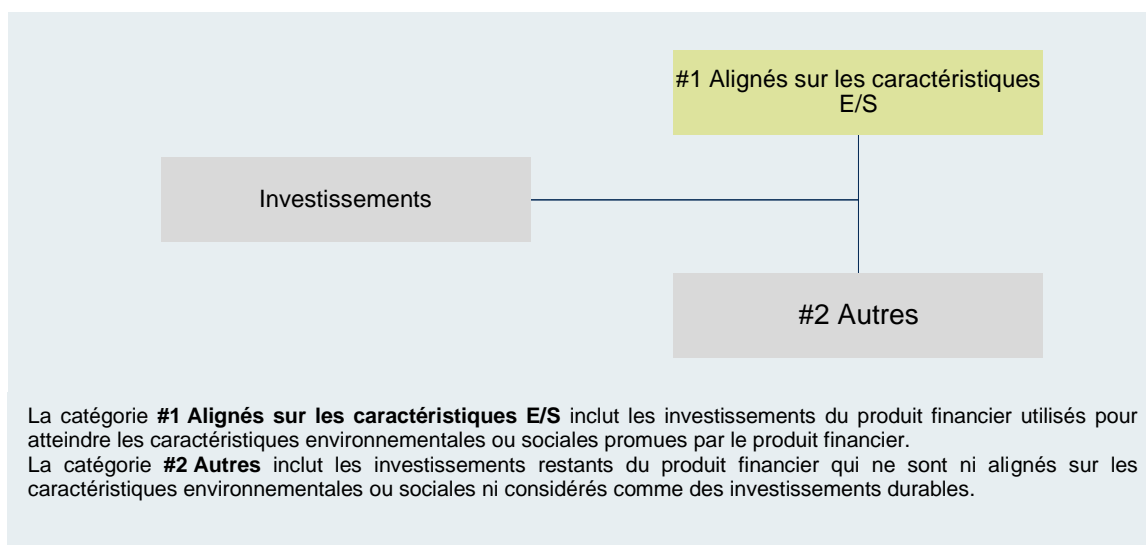 #1 Alignés sur les caractéristiques
E/S
Investissements
#2 Autres
La catégorie #1 Alignés sur les caractéristiques E/S inclut les investissements du produit financier utilisés pour
atteindre les caractéristiques environnementales ou sociales promues par le produit financier.
La catégorie #2 Autres inclut les investissements restants du produit financier qui ne sont ni alignés sur les
caractéristiques environnementales ou sociales ni considérés comme des investissements durables.